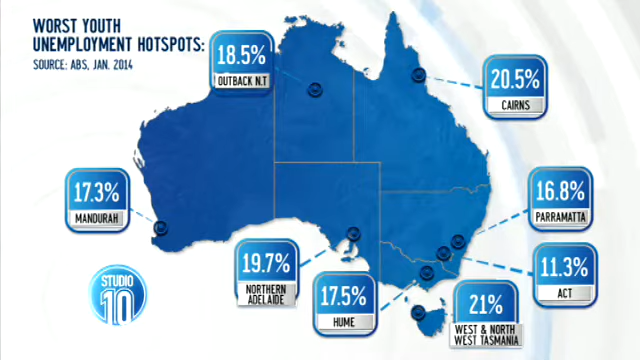 WORST YOUTH
UNEMPLOYMENT HOTSPOTS:
SOURCE: ABS, JAN. 2014
18.5%
OUTBACK N.T
20.5%
CAIRNS
17.3%
MANDURAH
16.8%
PARRAMATTA
19.7%
NORTHERN
ADELAIDE
17.5%
HUME
11.3%
ACT
21%
WEST & NORTH
WEST TASMANIA
STUDIO
10